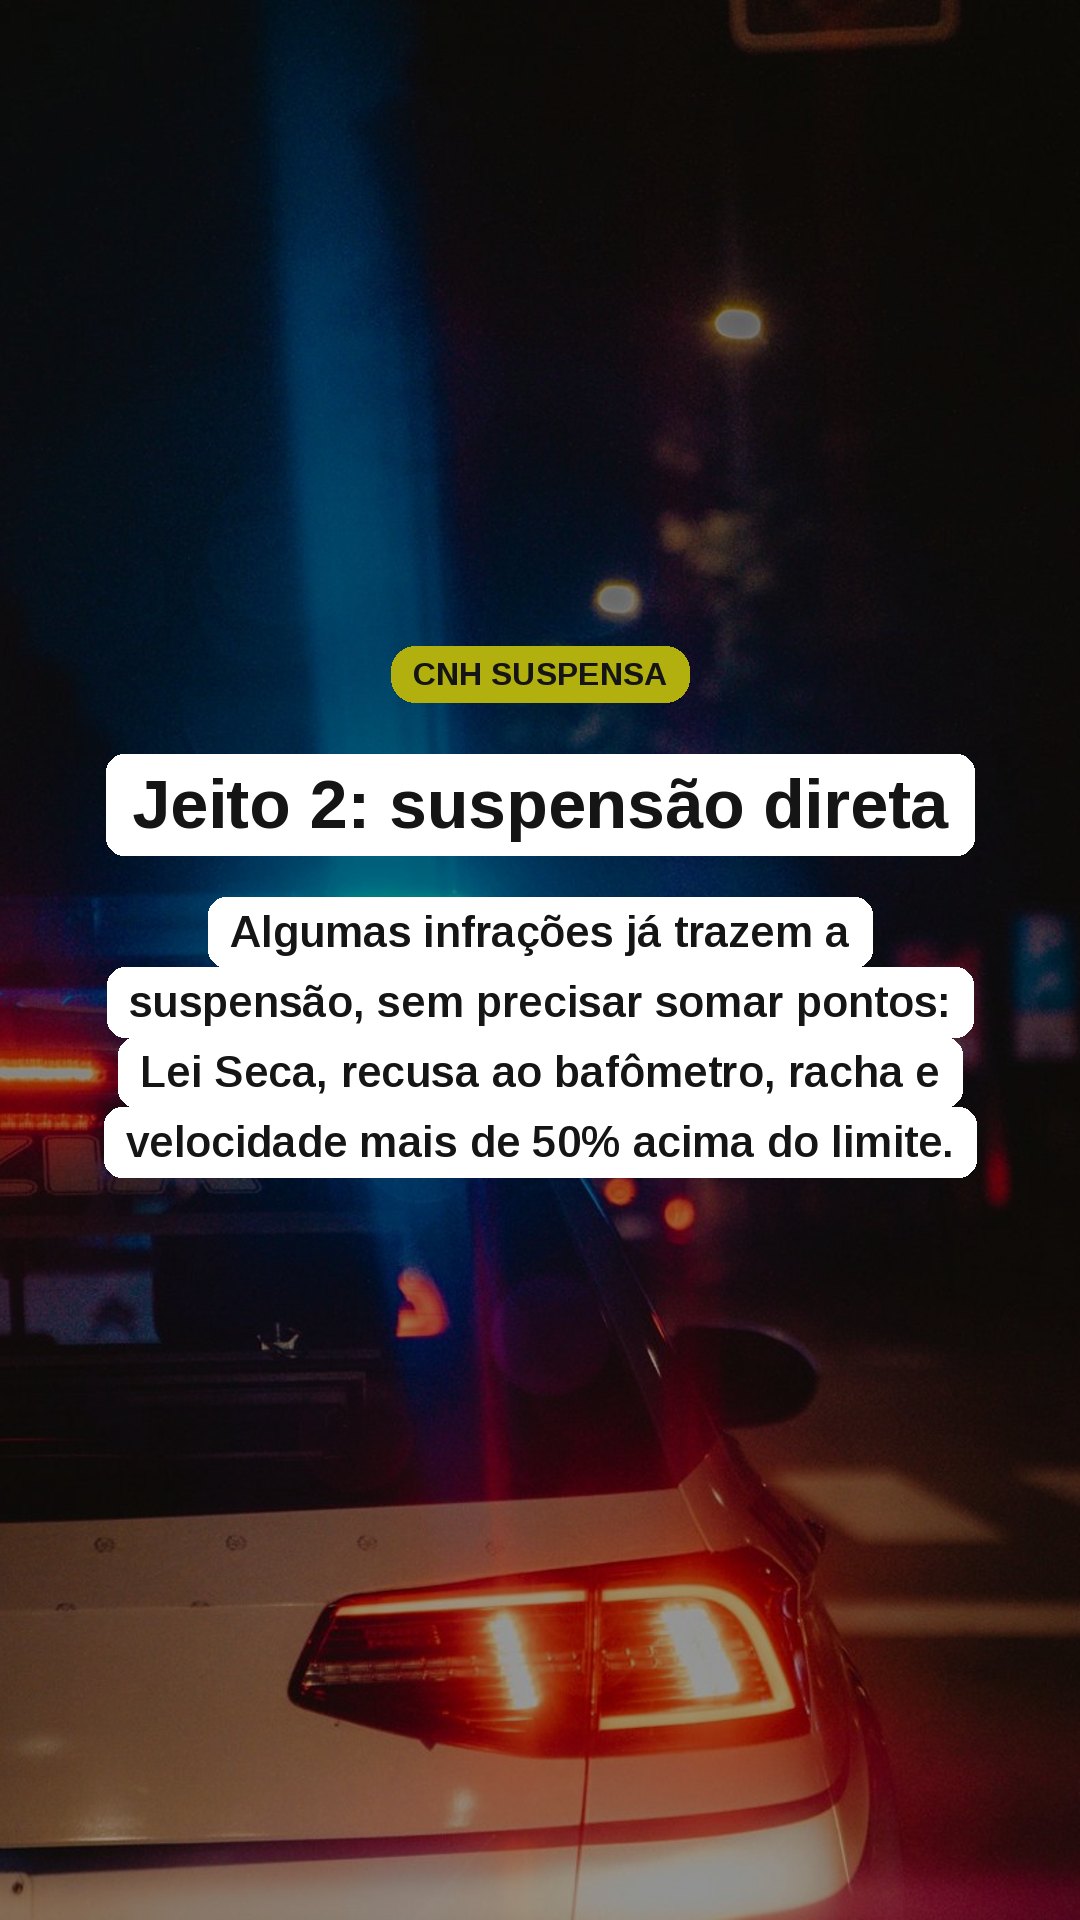 CNH SUSPENSA
Jeito 2: suspensão direta
Algumas infrações já trazem a
suspensão, sem precisar somar pontos:
Lei Seca, recusa ao bafômetro, racha e
velocidade mais de 50% acima do limite.